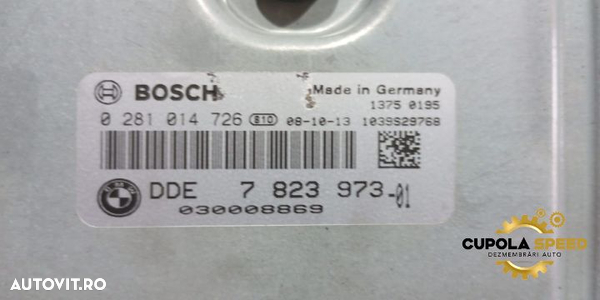 BOSCH
Made in Germany
1375 0195
0 281 014 726 810 08-10-13 1039S29768
DDE 7 823 973-01
030008869
CUPOLA SPEED
DEZMEMBRĂRI AUTO
AUTOVIT.RO